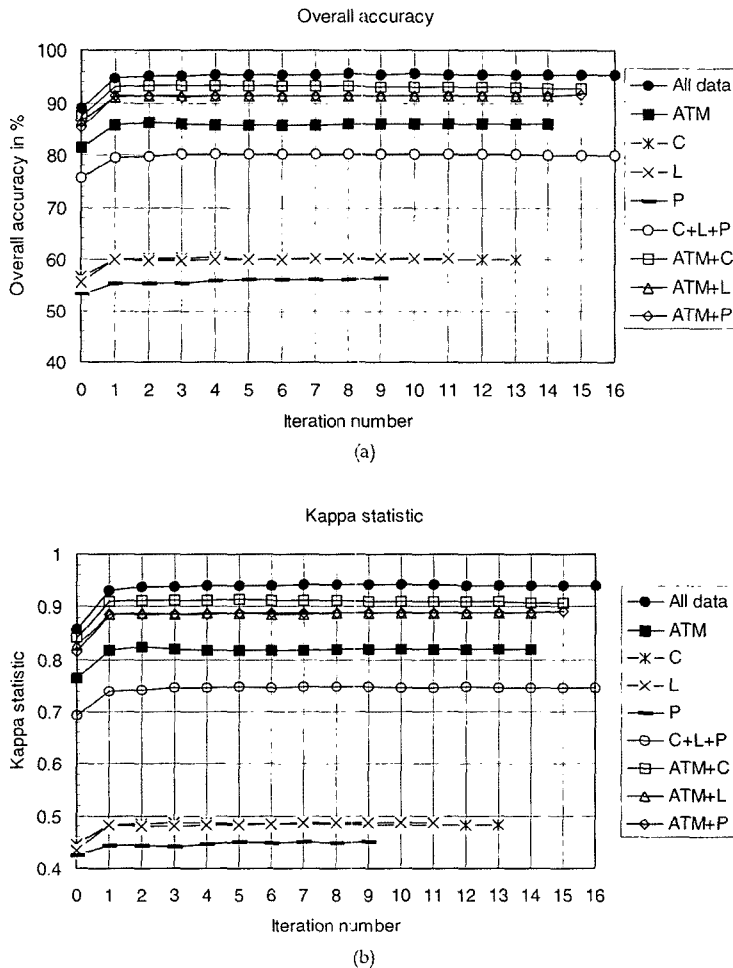 Overall accuracy
100
90
80
70
60
50
40
Overall accuracy in %
0 1 2 3 4 5 6 7 8 9 10 11 12 13 14 15 16
Iteration number
All data
ATM
C
L
P
C+L+P
ATM+C
ATM+L
ATM+P
(a)
Kappa statistic
1
0.9
0.8
0.7
0.6
0.5
0.4
Kappa statistic
0 1 2 3 4 5 6 7 8 9 10 11 12 13 14 15 16
Iteration number
All data
ATM
C
L
P
C+L+P
ATM+C
ATM+L
ATM+P
(b)